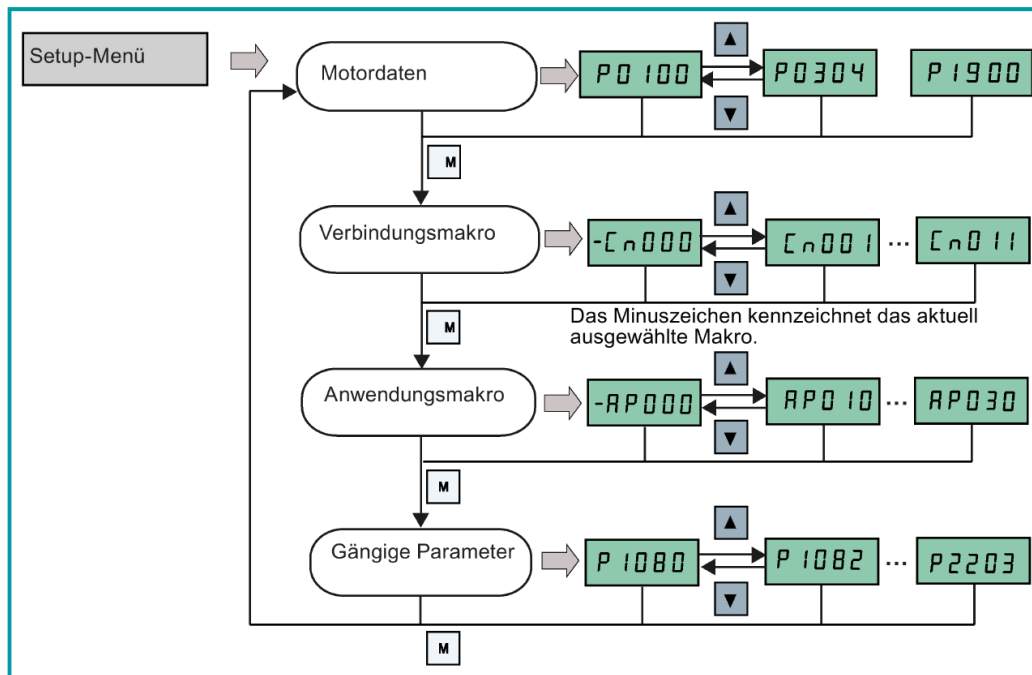 Setup-Menü
Motordaten
P0100
▲
▼
P0304
P1900
M
Verbindungsmakro
-Cn000
▲
▼
Cn001
...
Cn011
M
Das Minuszeichen kennzeichnet das aktuell
ausgewählte Makro.
Anwendungsmakro
-AP000
▲
▼
AP010
...
AP030
M
Gängige Parameter
P1080
▲
▼
P1082
...
P2203
M